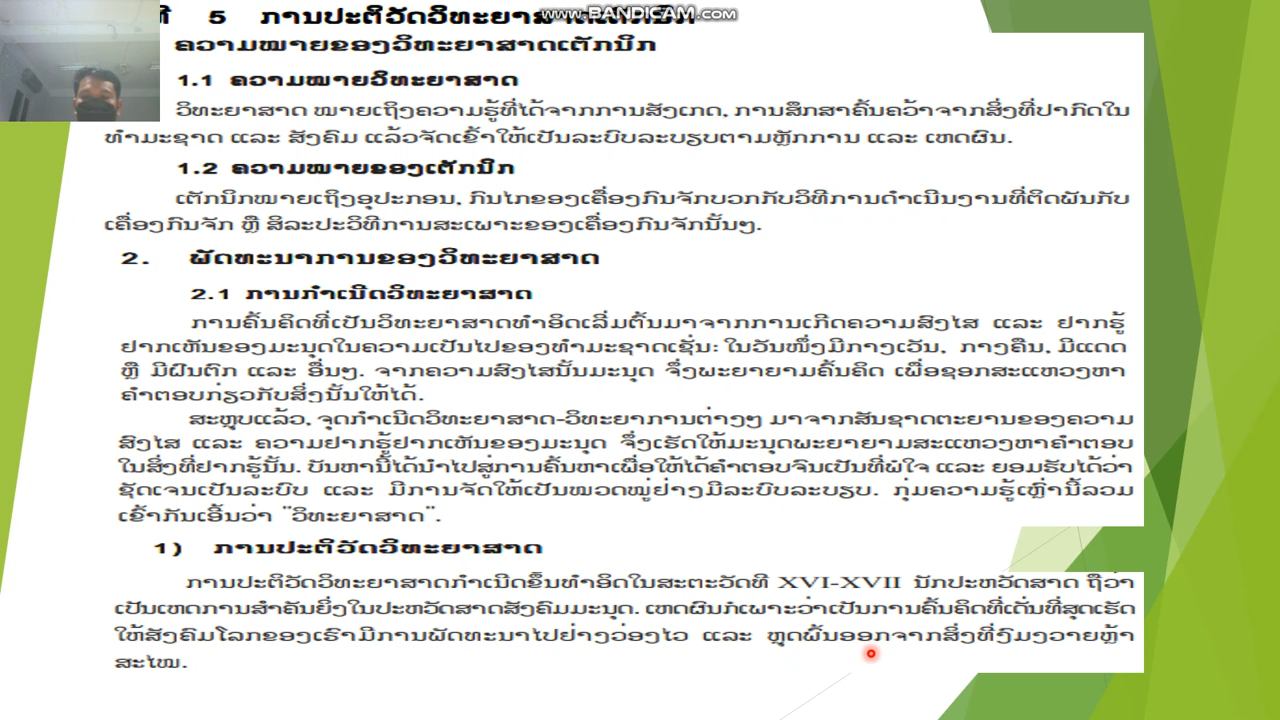 ທີ 5 ການປະຕິວັດວິທະຍາສາດເຕັກນິກ
www.BANDICAM.com
ຄວາມໝາຍຂອງວິທະຍາສາດເຕັກນິກ
1.1 ຄວາມໝາຍວິທະຍາສາດ
ວິທະຍາສາດ ໝາຍເຖິງຄວາມຮູ້ທີ່ໄດ້ຈາກການສັງເກດ, ການສຶກສາຄົ້ນຄວ້າຈາກສິ່ງທີ່ປາກົດໃນ
ທຳມະຊາດ ແລະ ສັງຄົມ ແລ້ວຈັດເຂົ້າໃຫ້ເປັນລະບົບລະບຽບຕາມຫຼັກການ ແລະ ເຫດຜົນ.
1.2 ຄວາມໝາຍຂອງເຕັກນິກ
ເຕັກນິກໝາຍເຖິງອຸປະກອນ, ກົນໄກຂອງເຄື່ອງກົນຈັກບວກກັບວິທີການດຳເນີນງານທີ່ຕິດພັນກັບ
ເຄື່ອງກົນຈັກ ຫຼື ສິລະປະວິທີການສະເພາະຂອງເຄື່ອງກົນຈັກນັ້ນໆ.
2. ພັດທະນາການຂອງວິທະຍາສາດ
2.1 ການກຳເນີດວິທະຍາສາດ
ການຄົ້ນຄິດທີ່ເປັນວິທະຍາສາດທຳອິດເລີ່ມຕົ້ນມາຈາກການເກີດຄວາມສົງໄສ ແລະ ຢາກຮູ້
ຢາກເຫັນຂອງມະນຸດໃນຄວາມເປັນໄປຂອງທຳມະຊາດເຊັ່ນ: ໃນວັນໜຶ່ງມີກາງເວັນ, ກາງຄືນ, ມີແດດ
ຫຼື ມີຝົນຕົກ ແລະ ອື່ນໆ. ຈາກຄວາມສົງໄສນັ້ນມະນຸດ ຈຶ່ງພະຍາຍາມຄົ້ນຄິດ ເພື່ອຊອກສະແຫວງຫາ
ຄຳຕອບກ່ຽວກັບສິ່ງນັ້ນໃຫ້ໄດ້.
ສະຫຼຸບແລ້ວ, ຈຸດກຳເນີດວິທະຍາສາດ-ວິທະຍາການຕ່າງໆ ມາຈາກສັນຊາດຕະຍານຂອງຄວາມ
ສົງໄສ ແລະ ຄວາມຢາກຮູ້ຢາກເຫັນຂອງມະນຸດ ຈຶ່ງເຮັດໃຫ້ມະນຸດພະຍາຍາມສະແຫວງຫາຄຳຕອບ
ໃນສິ່ງທີ່ຢາກຮູ້ນັ້ນ. ບັນຫານີ້ໄດ້ນຳໄປສູ່ການຄົ້ນຫາເພື່ອໃຫ້ໄດ້ຄຳຕອບຈົນເປັນທີ່ພໍໃຈ ແລະ ຍອມຮັບໄດ້ວ່າ
ຊັດເຈນເປັນລະບົບ ແລະ ມີການຈັດໃຫ້ເປັນໝວດໝູ່ຢ່າງມີລະບົບລະບຽບ. ກຸ່ມຄວາມຮູ້ເຫຼົ່ານີ້ລວມ
ເຂົ້າກັນເອີ້ນວ່າ "ວິທະຍາສາດ".
1) ການປະຕິວັດວິທະຍາສາດ
ການປະຕິວັດວິທະຍາສາດກຳເນີດຂຶ້ນທຳອິດໃນສະຕະວັດທີ XVI-XVII ນັກປະຫວັດສາດ ຖືວ່າ
ເປັນເຫດການສຳຄັນຍິ່ງໃນປະຫວັດສາດສັງຄົມມະນຸດ. ເຫດຜົນກໍເພາະວ່າເປັນການຄົ້ນຄິດທີ່ເດັ່ນທີ່ສຸດເຮັດ
ໃຫ້ສັງຄົມໂລກຂອງເຮົາມີການພັດທະນາໄປຢ່າງວ່ອງໄວ ແລະ ຫຼຸດພົ້ນອອກຈາກສິ່ງທີ່ງົມງວາຍຫຼ້າ
ສະໄໝ.